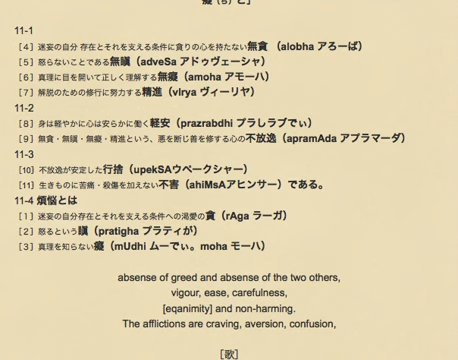 癡（ち）と］
11-1
［4］迷妄の自分 存在とそれを支える条件に貪りの心を持たない無貪 （alobha アろーば）
［5］怒らないことである無瞋（adveSa アドゥヴェーシャ）
［6］真理に目を開いて正しく理解する無癡（amoha アモーハ）
［7］解脱のための修行に努力する精進（vIrya ヴィーリヤ）
11-2
［8］身は軽やかに心は安らかに働く軽安（prazrabdhi プラしラブでぃ）
［9］無貪・無瞋・無癡・精進という、悪を断じ善を修する心の不放逸（apramAda アプラマーダ）
11-3
［10］不放逸が安定した行捨（upekSAウペークシャー）
［11］生きものに苦痛・殺傷を加えない不害（ahiMsAアヒンサー）である。
11-4 煩悩とは
［1］迷妄の自分存在とそれを支える条件への渇愛の貪（rAga ラーガ）
［2］怒るという瞋（pratigha プラティが）
［3］真理を知らない癡（mUdhi ムーでぃ。moha モーハ）
absence of greed and absence of the two others,
vigour, ease, carefulness,
[eqanimity] and non-harming.
The afflictions are craving, aversion, confusion,
［歌］